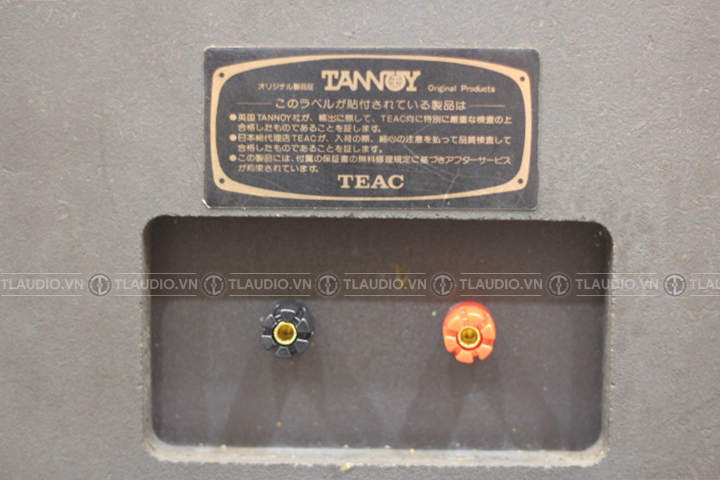 オリジナル製品証 TANNOY Original Products
このラベルが貼付されている製品は
●英国TANNOY社が、輸出に際して、TEAC向に特別に厳重な検査の上
合格したものであることを証します。
●日本総代理店TEACが、入荷の際、細心の注意を払って品質検査して
合格したものであることを証します。
●この製品には、付属の保証書の無料修理規定に基づきアフターサービス
が約束されています。
TEAC
TLAUDIO.VN TLAUDIO.VN TLAUDIO.VN TLAUDIO.VN TLAUDIO.VN TLAUDIO.VN